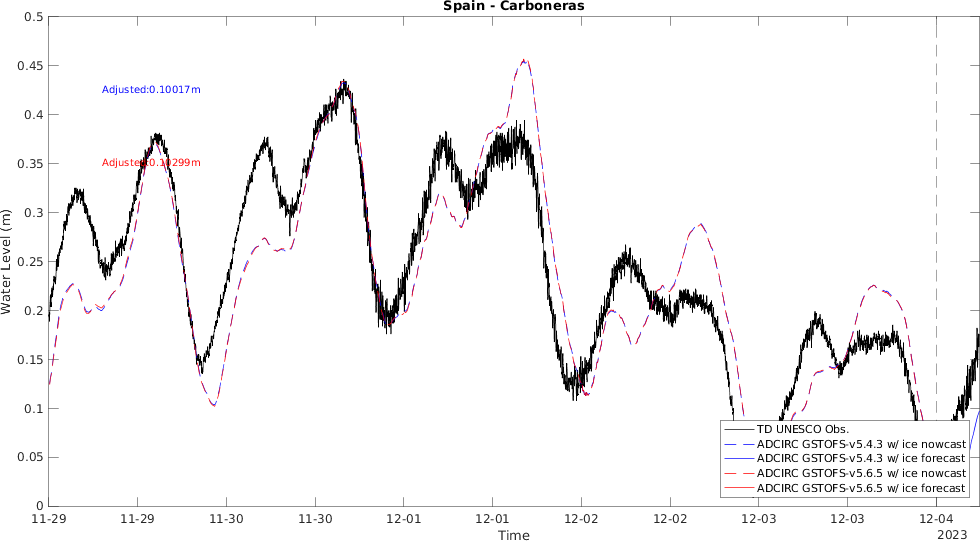 Spain - Carboneras
0.5
0.45
0.4
0.35
0.3
0.25
0.2
0.15
0.1
0.05
0
Water Level (m)
Adjusted:0.10017m
Adjusted:0.10299m
TD UNESCO Obs.
ADCIRC GSTOFS-v5.4.3 w/ ice nowcast
ADCIRC GSTOFS-v5.4.3 w/ ice forecast
ADCIRC GSTOFS-v5.6.5 w/ ice nowcast
ADCIRC GSTOFS-v5.6.5 w/ ice forecast
11-29 11-29 11-30 11-30 12-01 12-01 12-02 12-02 12-03 12-03 12-04
Time
2023